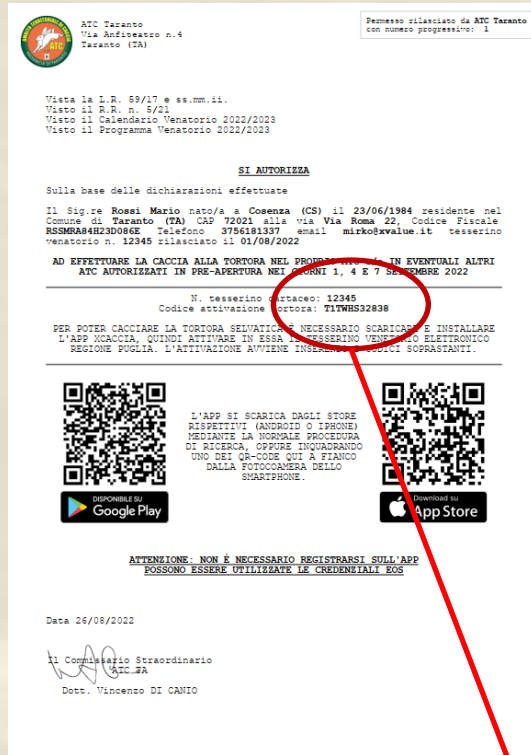 ATC Taranto
Via Anfiteatro n.4
Taranto (TA)
Permesso rilasciato da ATC Taranto
con numero progressivo: 1
Vista la L.R. 59/17 e ss.mm.ii.
Visto il R.R. n. 5/21
Visto il Calendario Venatorio 2022/2023
Visto il Programma Venatorio 2022/2023
SI AUTORIZZA
Sulla base delle dichiarazioni effettuate
Il Sig.re Rossi Mario nato/a a Cosenza (CS) il 23/06/1984 residente nel
Comune di Taranto (TA) CAP 72021 alla via Via Roma 22, Codice Fiscale
RSSMRA84H23D086E Telefono 3756181337 email mirko@xvalue.it tesserino
venatorio n. 12345 rilasciato il 01/08/2022
AD EFFETTUARE LA CACCIA ALLA TORTORA NEL PROPRIO ATC IN EVENTUALI ALTRI
ATC AUTORIZZATI IN PRE-APERTURA NEI GIORNI 1, 4 E 7 SETTEMBRE 2022
N. tesserino cartaceo: 12345
Codice attivazione tortora: T1TWHS32838
PER POTER CACCIARE LA TORTORA SELVATICA È NECESSARIO SCARICARE E INSTALLARE
L'APP XCACCIA, QUINDI ATTIVARE IN ESSA IL TESSERINO VENATORIO ELETTRONICO
REGIONE PUGLIA. L'ATTIVAZIONE AVVIENE INSERENDO I CODICI SOPRASTANTI.
L'APP SI SCARICA DAGLI STORE
RISPETTIVI (ANDROID O IPHONE)
MEDIANTE LA NORMALE PROCEDURA
DI RICERCA, OPPURE INQUADRANDO
UNO DEI QR-CODE QUI A FIANCO
DALLA FOTOCOAMERA DELLO
SMARTPHONE.
DISPONIBILE SU
Google Play
Download su
App Store
ATTENZIONE: NON È NECESSARIO REGISTRARSI SULL'APP
POSSONO ESSERE UTILIZZATE LE CREDENZIALI EOS
Data 26/08/2022
Il Commissario Straordinario
ATC TA
Dott. Vincenzo DI CANIO